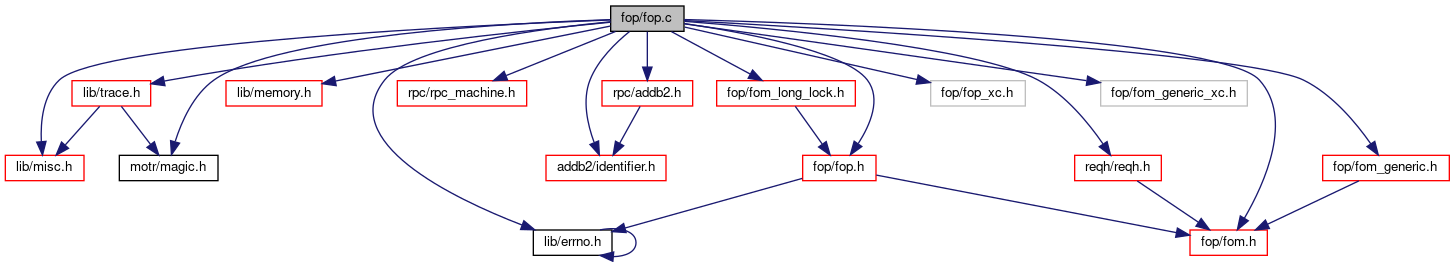 fop/fop.c
lib/trace.h
lib/memory.h
rpc/rpc_machine.h
rpc/addb2.h
fop/fom_long_lock.h
fop/fop_xc.h
fop/fom_generic_xc.h
lib/misc.h
motr/magic.h
addb2/identifier.h
fop/fop.h
reqh/reqh.h
fop/fom_generic.h
lib/errno.h
fop/fom.h